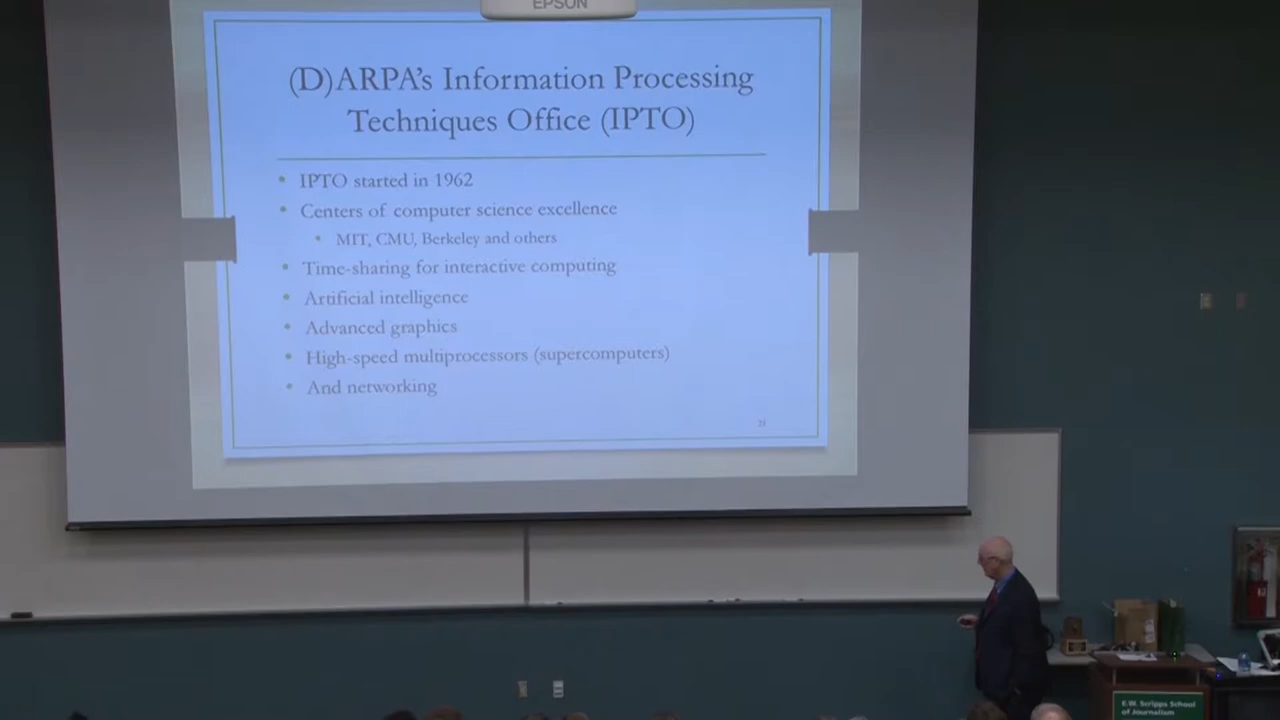 EPSON
(D)ARPA's Information Processing
Techniques Office (IPTO)
• IPTO started in 1962
• Centers of computer science excellence
• MIT, CMU, Berkeley and others
• Time-sharing for interactive computing
• Artificial intelligence
• Advanced graphics
• High-speed multiprocessors (supercomputers)
• And networking
E.W. Scripps School
of Journalism